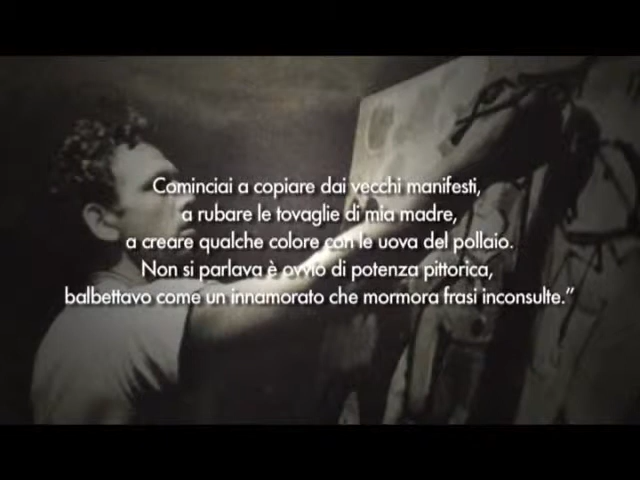 Cominciai a copiare dai vecchi manifesti,
a rubare le tovaglie di mia madre,
a creare qualche colore con le uova del pollaio.
Non si parlava è ovvio di potenza pittorica,
balbettavo come un innamorato che mormora frasi inconsulte.”